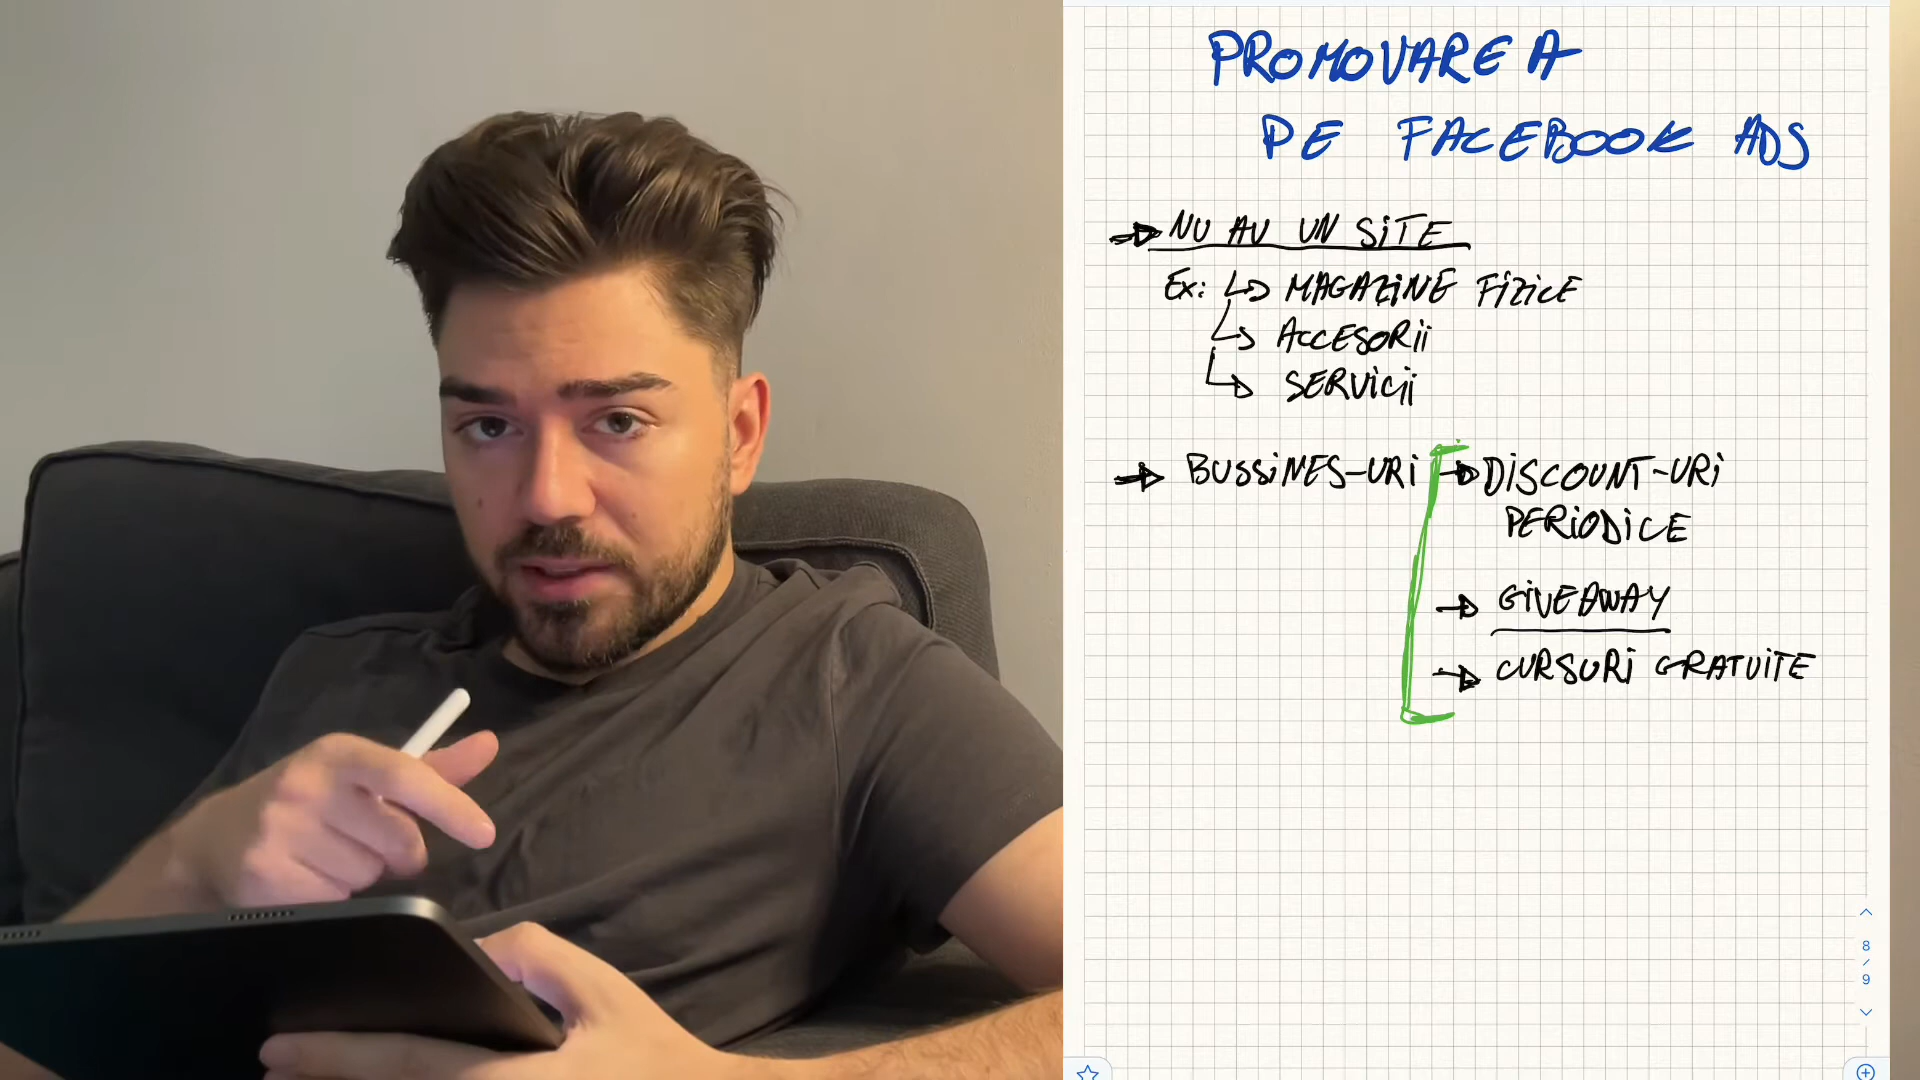 PROMOVAREA
PE FACEBOOK ADS
NU AU UN SITE
Ex: MAGAZINE FIZICE
ACCESORII
SERVICII
BUSSINES-URI DISCOUNT-URI
PERIODICE
GIVEAWAY
CURSURI GRATUITE
8
/
9